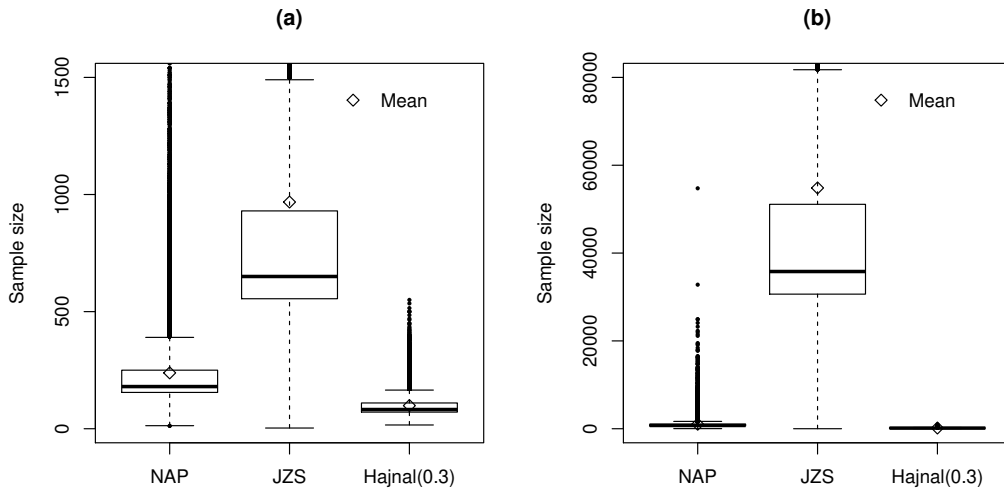 (a)
Sample size
1500
1000
500
0
Mean
NAP JZS Hajnal(0.3)
(b)
Sample size
80000
60000
40000
20000
0
Mean
NAP JZS Hajnal(0.3)